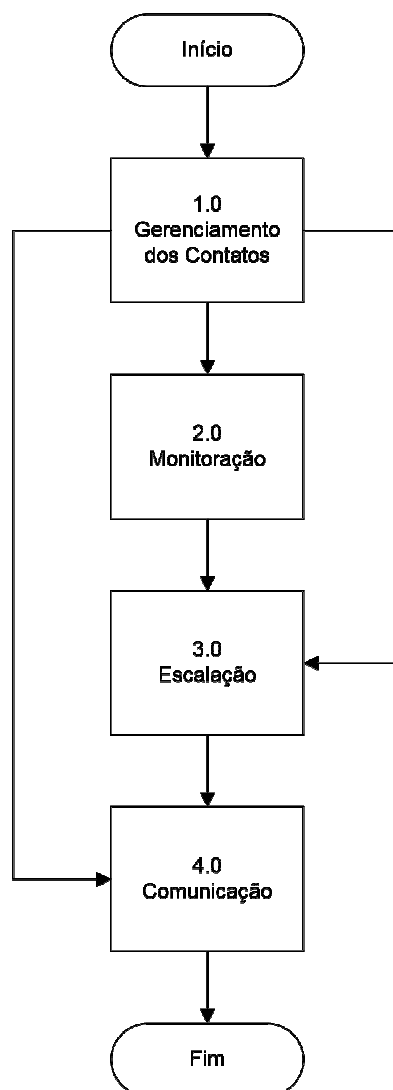 Início
1.0
Gerenciamento
dos Contatos
2.0
Monitoração
3.0
Escalação
4.0
Comunicação
Fim